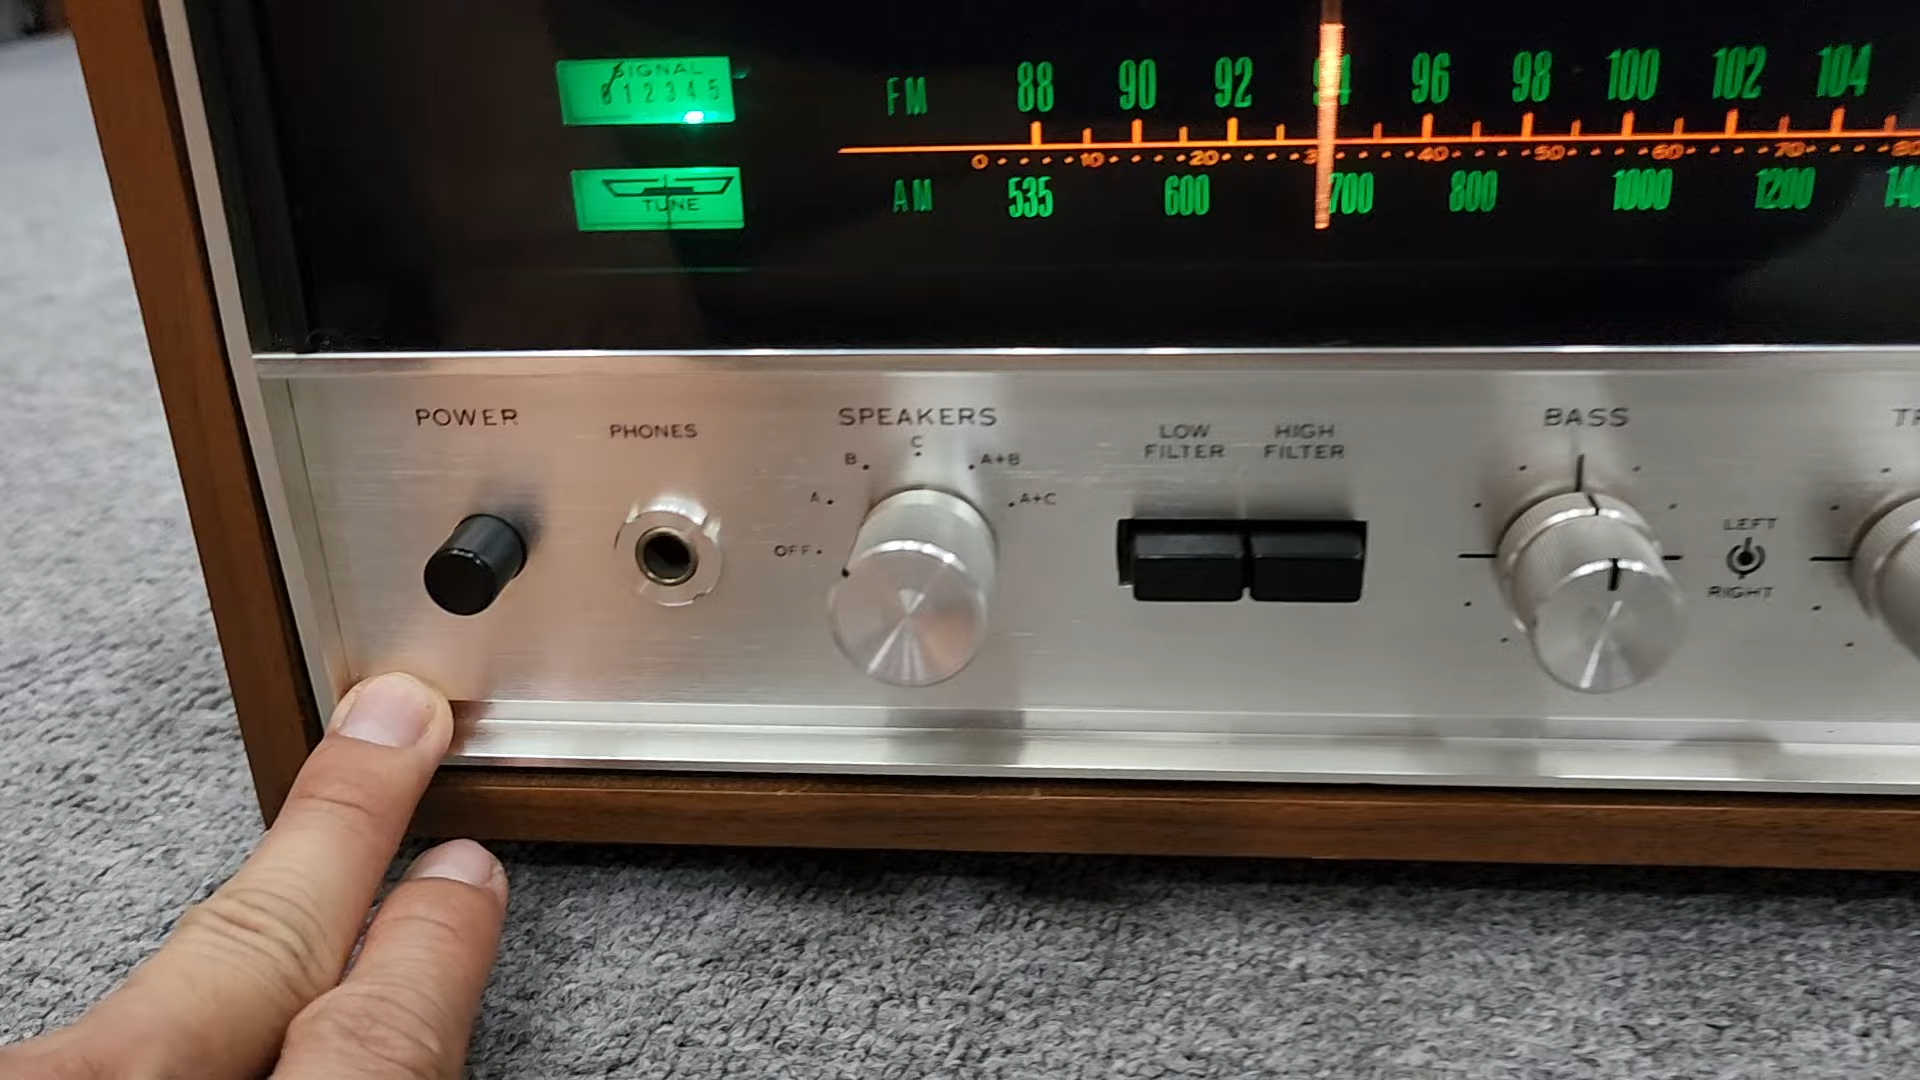 SIGNAL
0 1 2 3 4 5
FM 88 90 92 94 96 98 100 102 104
0 10 20 40 50 60 70 80
TUNE
AM 535 600 700 800 1000 1200
POWER
PHONES
SPEAKERS
OFF A B C A+B A+C
LOW FILTER
HIGH FILTER
BASS
LEFT
RIGHT